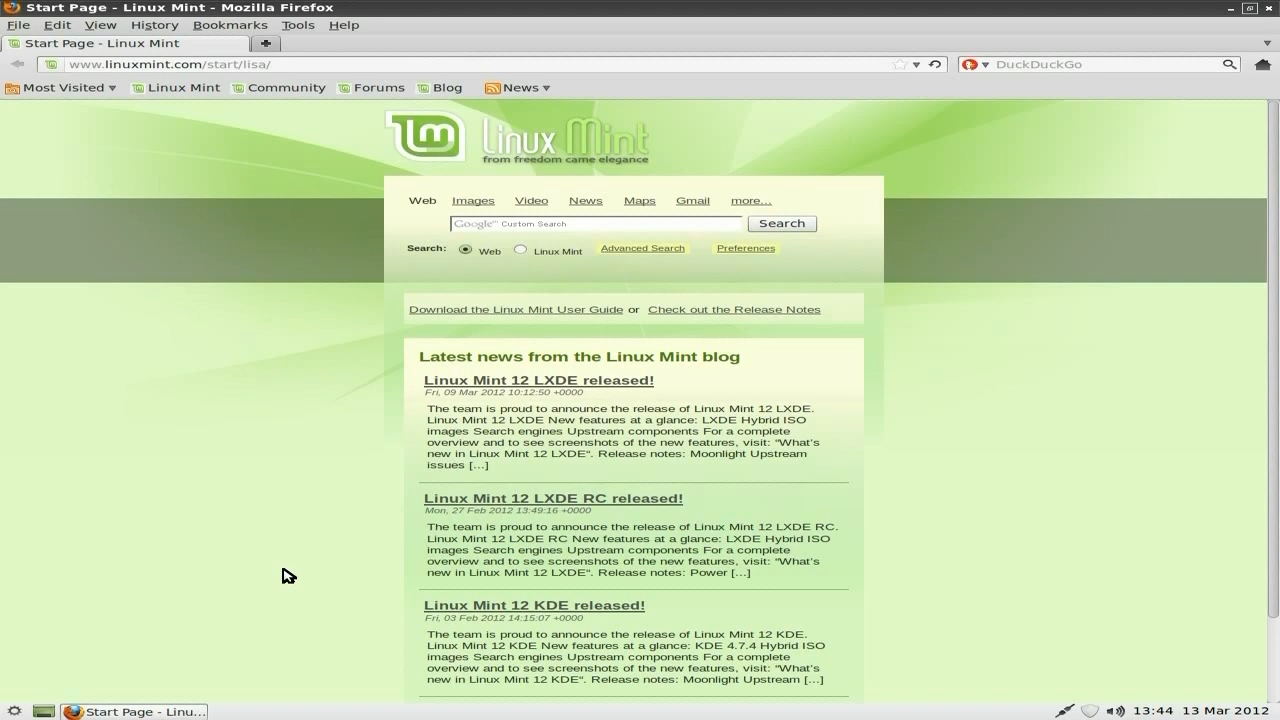 Start Page - Linux Mint - Mozilla Firefox
File Edit View History Bookmarks Tools Help
Start Page - Linux Mint
www.linuxmint.com/start/lisa/ DuckDuckGo
Most Visited Linux Mint Community Forums Blog News
Linux Mint
from freedom came elegance
Web Images Video News Maps Gmail more...
Google™ Custom Search Search
Search: Web Linux Mint Advanced Search Preferences
Download the Linux Mint User Guide or Check out the Release Notes
Latest news from the Linux Mint blog
Linux Mint 12 LXDE released!
Fri, 09 Mar 2012 10:12:50 +0000
The team is proud to announce the release of Linux Mint 12 LXDE.
Linux Mint 12 LXDE New features at a glance: LXDE Hybrid ISO
images Search engines Upstream components For a complete
overview and to see screenshots of the new features, visit: "What's
new in Linux Mint 12 LXDE". Release notes: Moonlight Upstream
issues [...]
Linux Mint 12 LXDE RC released!
Mon, 27 Feb 2012 13:49:16 +0000
The team is proud to announce the release of Linux Mint 12 LXDE RC.
Linux Mint 12 LXDE RC New features at a glance: LXDE Hybrid ISO
images Search engines Upstream components For a complete
overview and to see screenshots of the new features, visit: "What's
new in Linux Mint 12 LXDE". Release notes: Power [...]
Linux Mint 12 KDE released!
Fri, 03 Feb 2012 14:15:07 +0000
The team is proud to announce the release of Linux Mint 12 KDE.
Linux Mint 12 KDE New features at a glance: KDE 4.7.4 Hybrid ISO
images Search engines Upstream components For a complete
overview and to see screenshots of the new features, visit: "What's
new in Linux Mint 12 KDE". Release notes: Moonlight Upstream [...]
Start Page - Linu... 13:44 13 Mar 2012